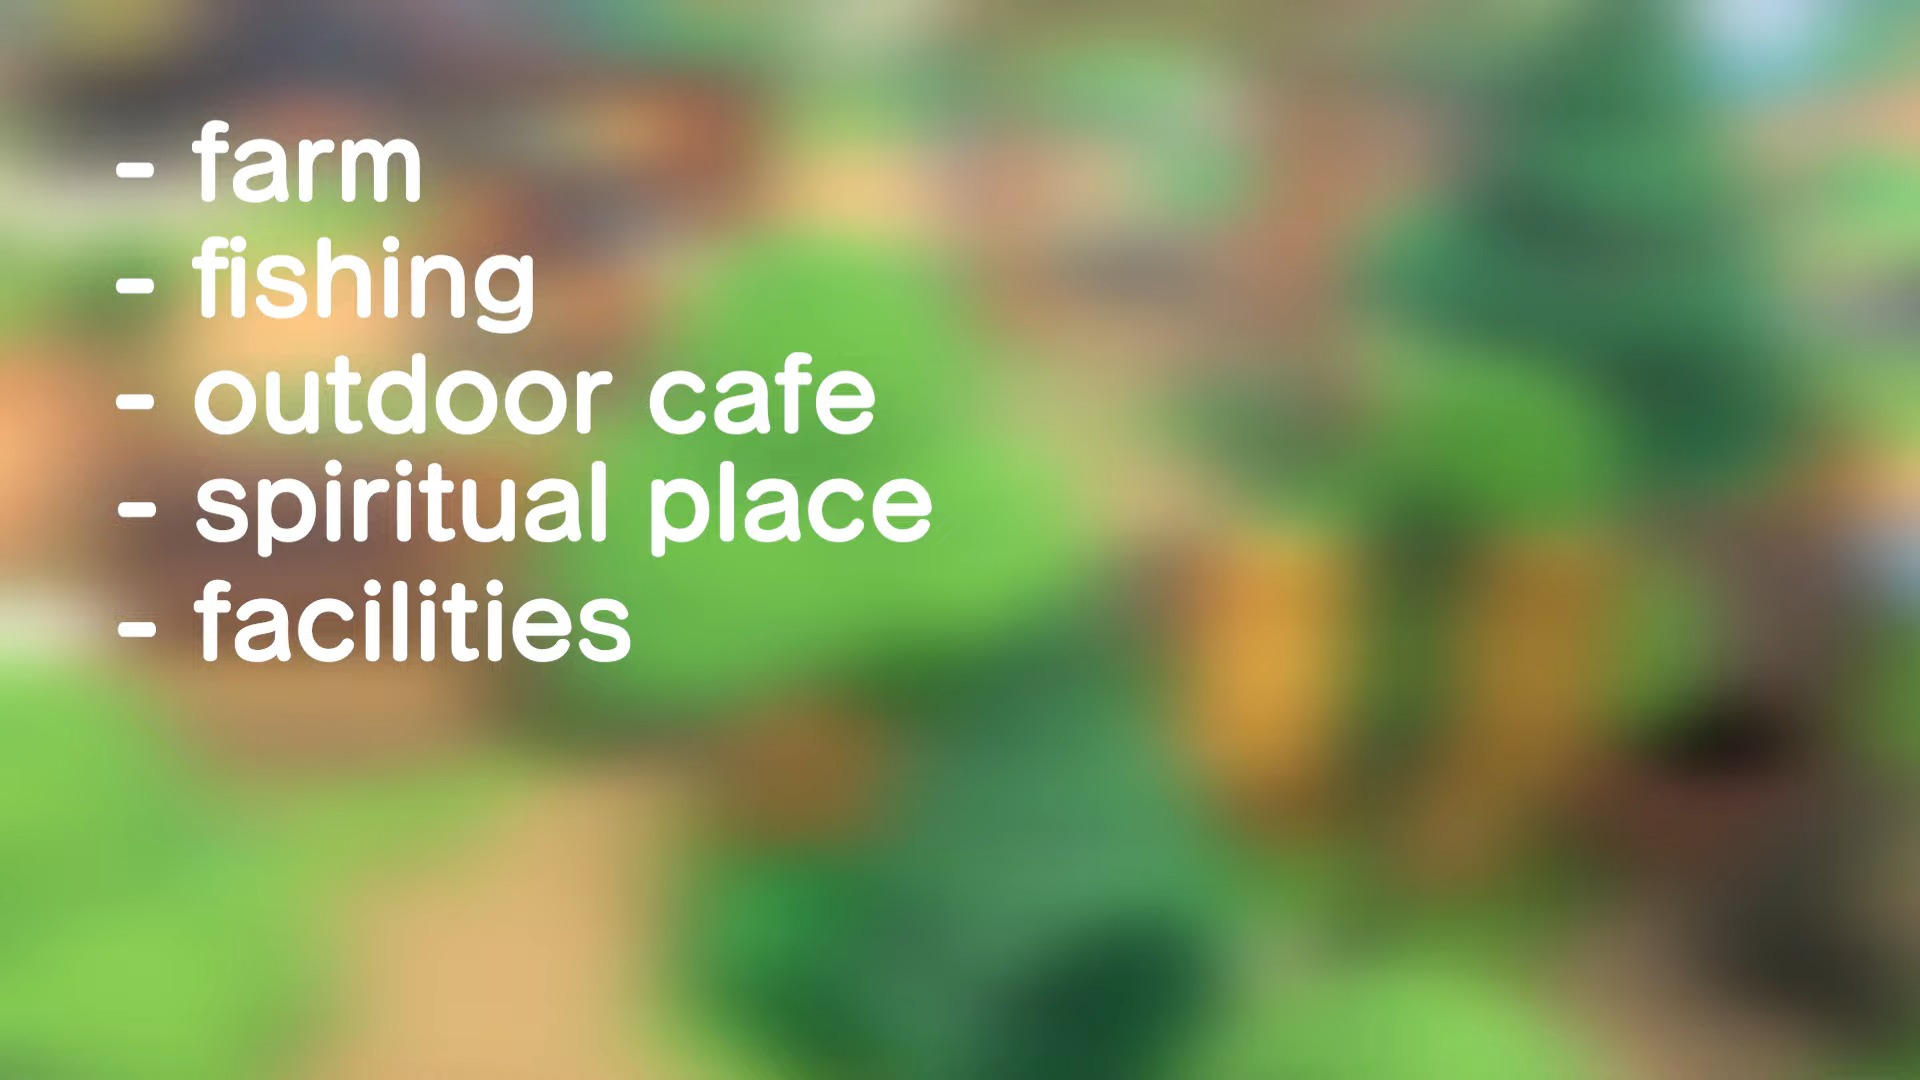 - farm
- fishing
- outdoor cafe
- spiritual place
- facilities